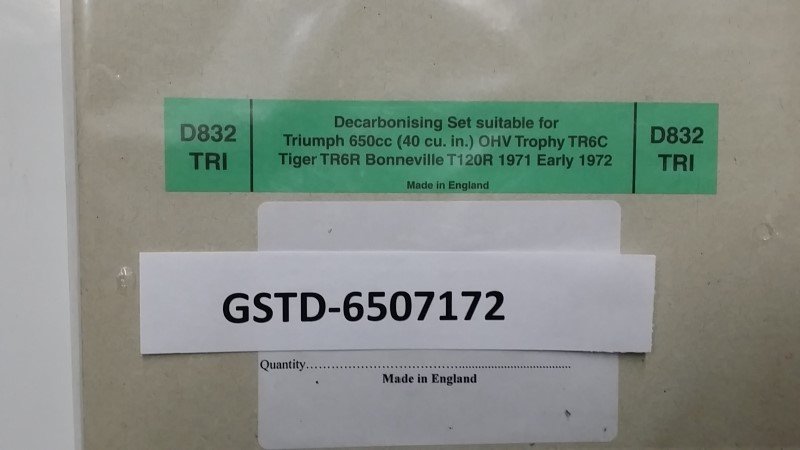 D832
TRI
Decarbonising Set suitable for
Triumph 650cc (40 cu. in.) OHV Trophy TR6C
Tiger TR6R Bonneville T120R 1971 Early 1972
Made in England
D832
TRI
GSTD-6507172
Quantity................................................................................
Made in England